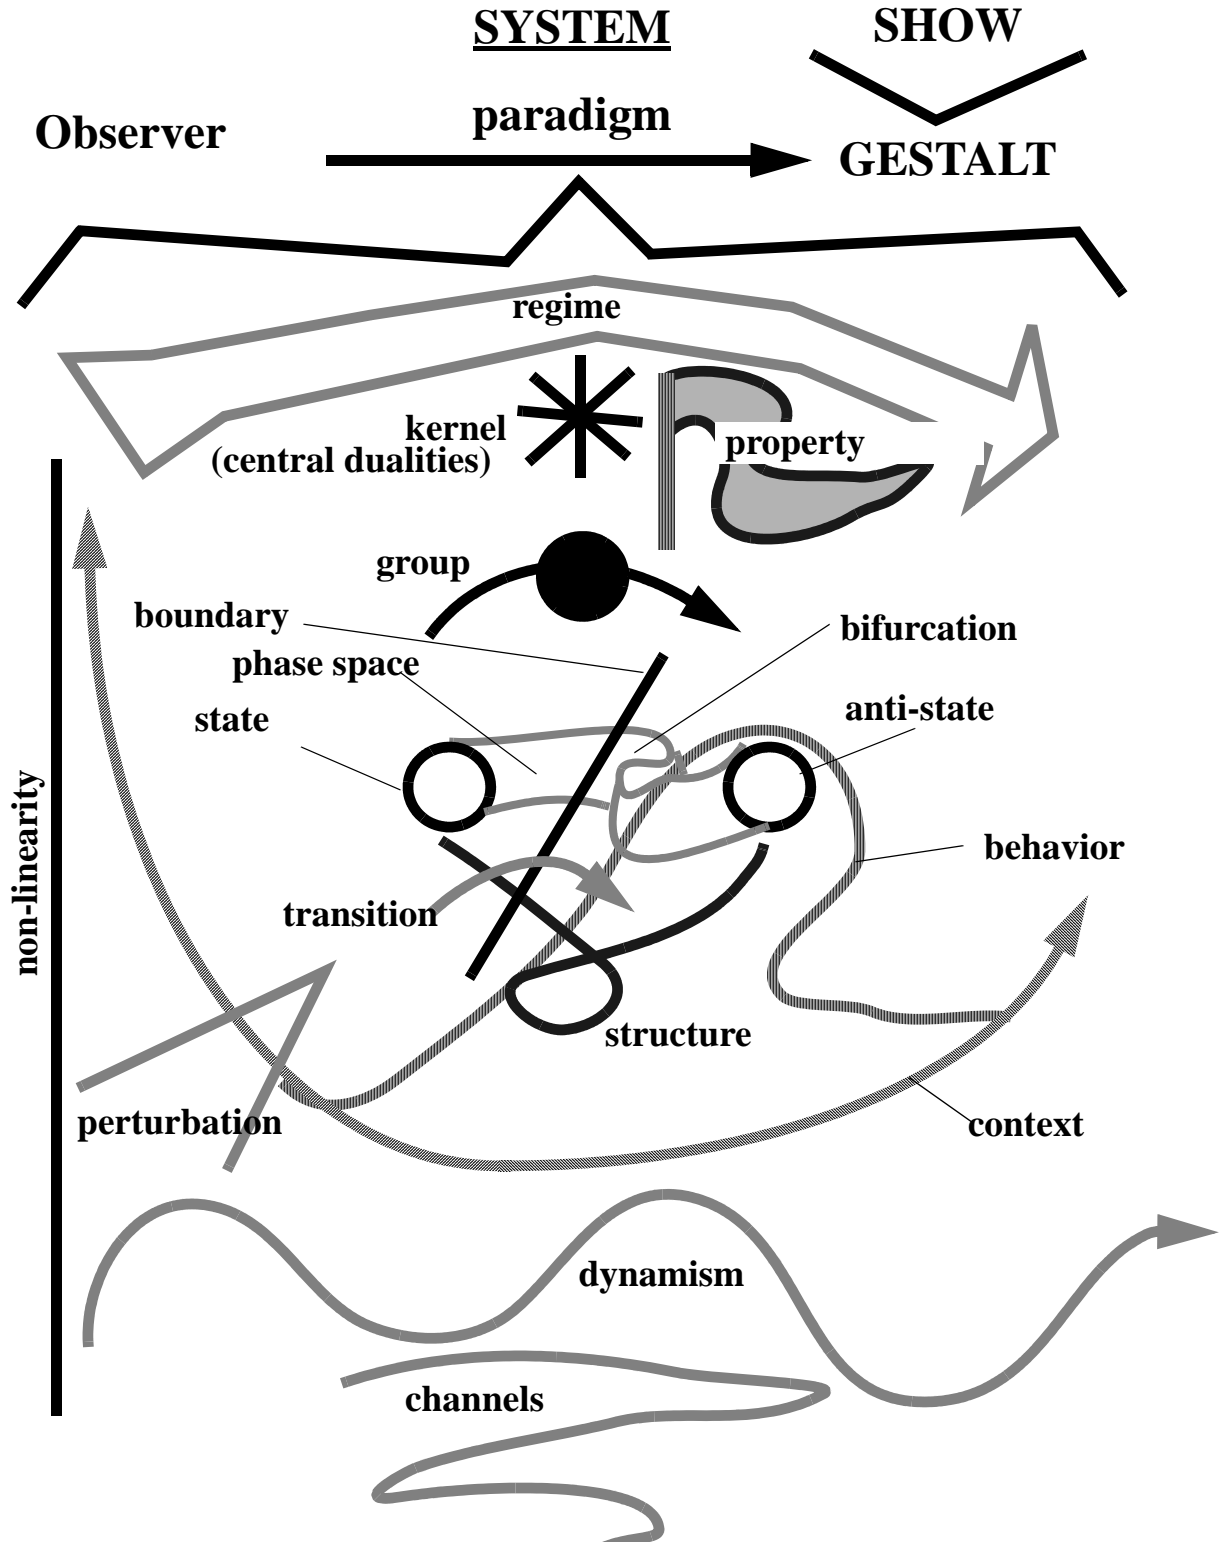 SYSTEM
SHOW
Observer
paradigm
GESTALT
regime
kernel
(central dualities)
property
group
boundary
bifurcation
phase space
state
anti-state
non-linearity
behavior
transition
structure
perturbation
context
dynamism
channels